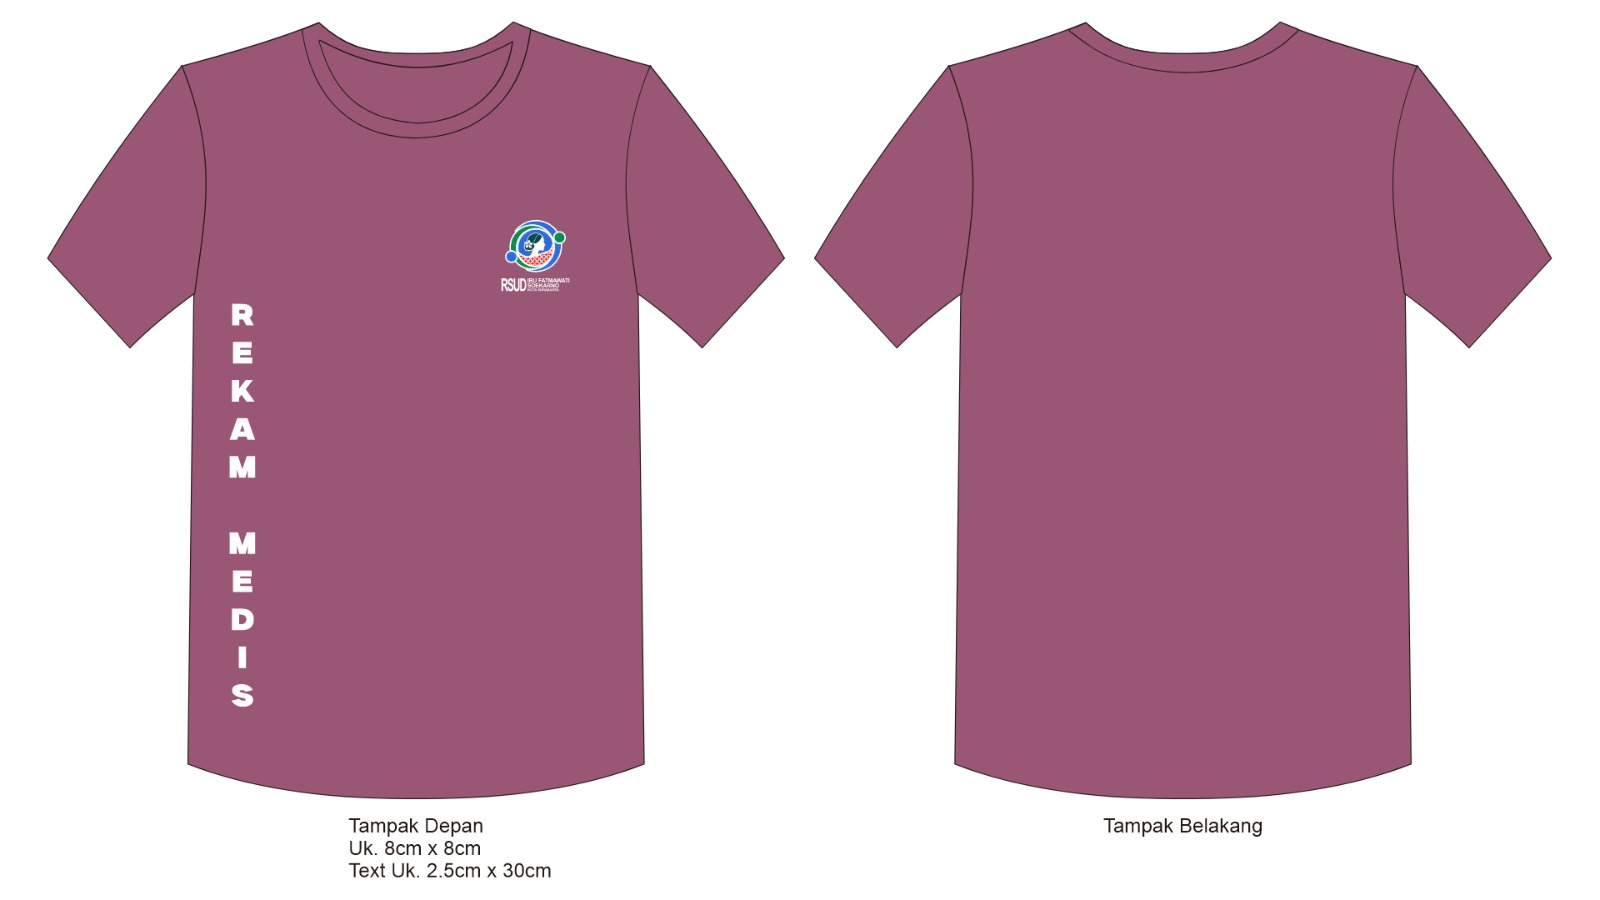 RSUD IBU FATMAWATI
SOEKARNO
KOTA SURAKARTA
REKAM MEDIS
Tampak Depan
Uk. 8cm x 8cm
Text Uk. 2.5cm x 30cm
Tampak Belakang